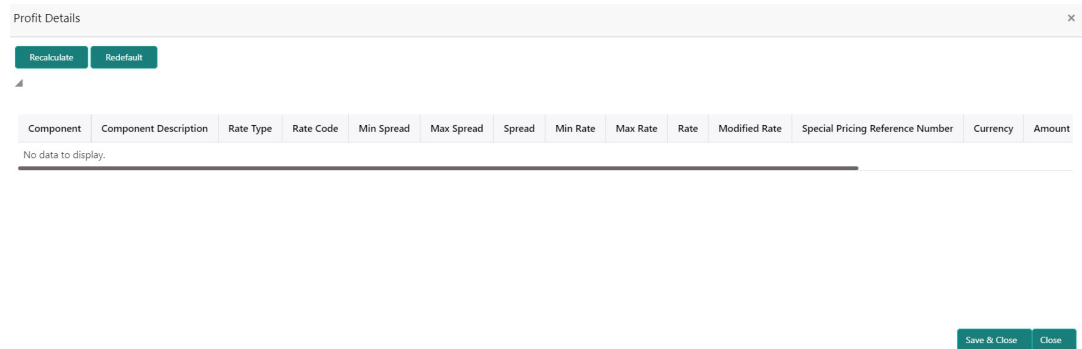 Profit Details ×
Recalculate Redefault
Component Component Description Rate Type Rate Code Min Spread Max Spread Spread Min Rate Max Rate Rate Modified Rate Special Pricing Reference Number Currency Amount
No data to display.
Save & Close Close